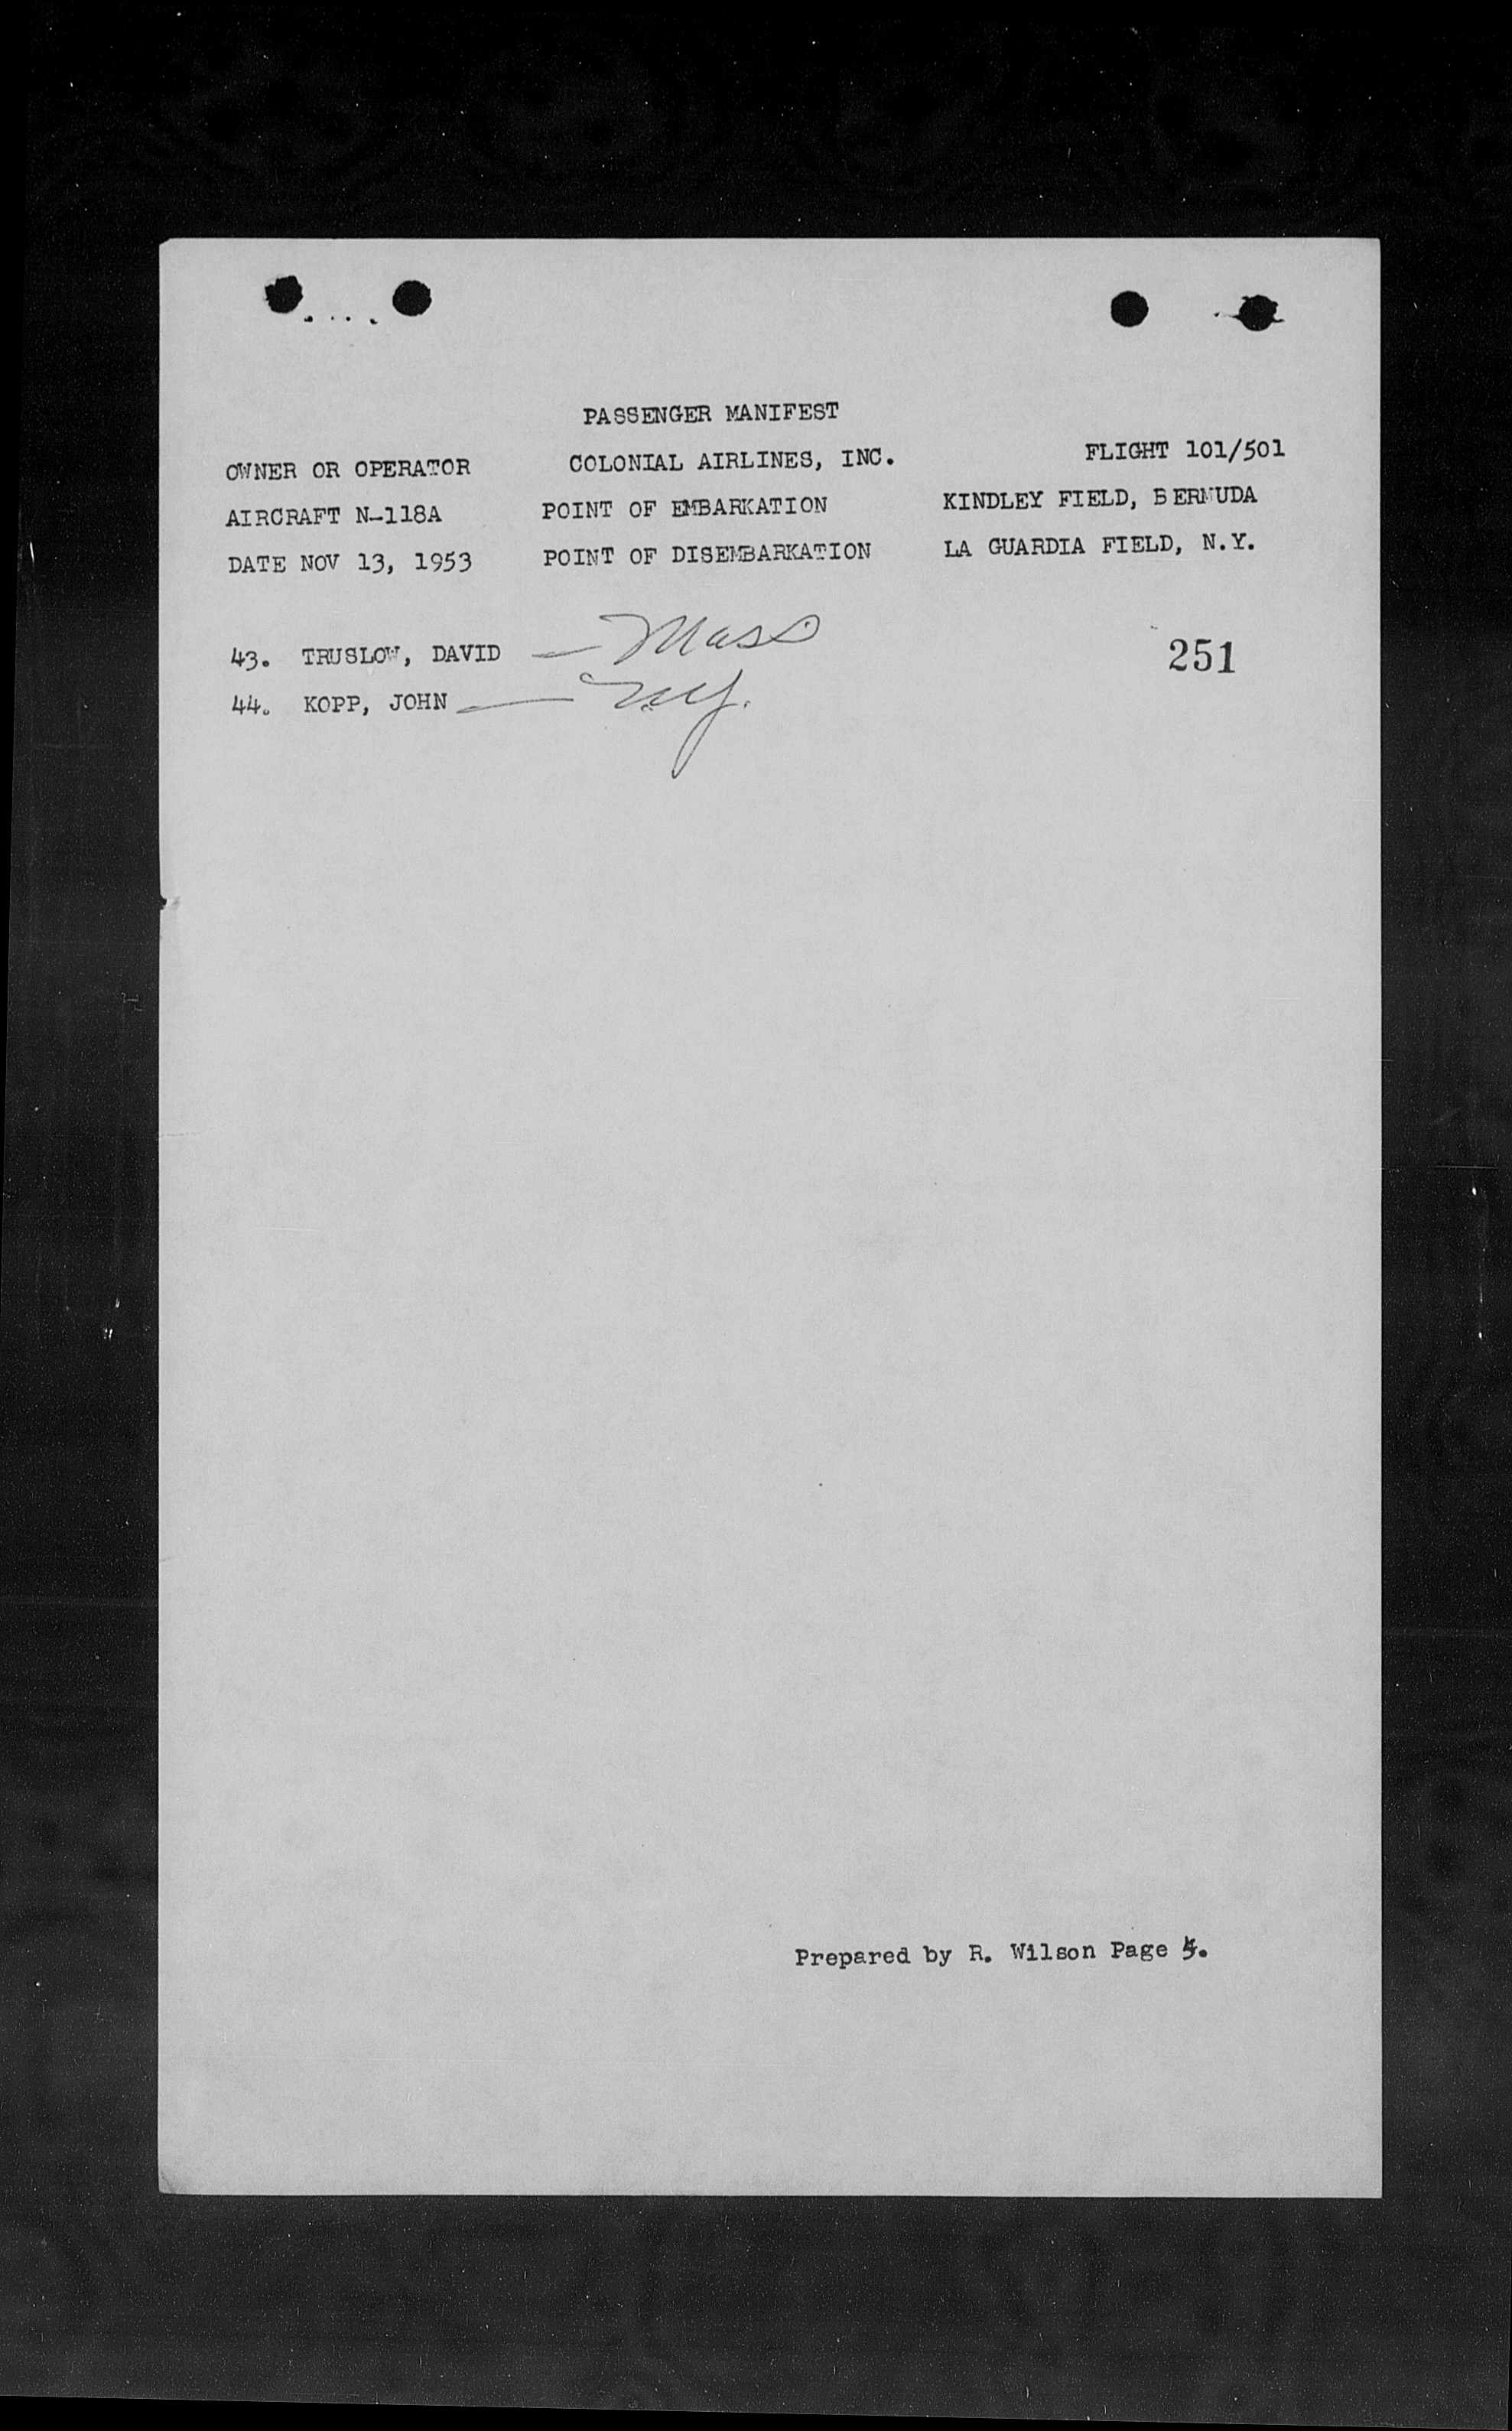 PASSENGER MANIFEST
OWNER OR OPERATOR COLONIAL AIRLINES, INC. FLIGHT 101/501
AIRCRAFT N-118A POINT OF EMBARKATION KINDLEY FIELD, BERMUDA
DATE NOV 13, 1953 POINT OF DISEMBARKATION LA GUARDIA FIELD, N.Y.
43. TRUSLOW, DAVID — Mass 251
44. KOPP, JOHN — NY.
Prepared by R. Wilson Page 5.